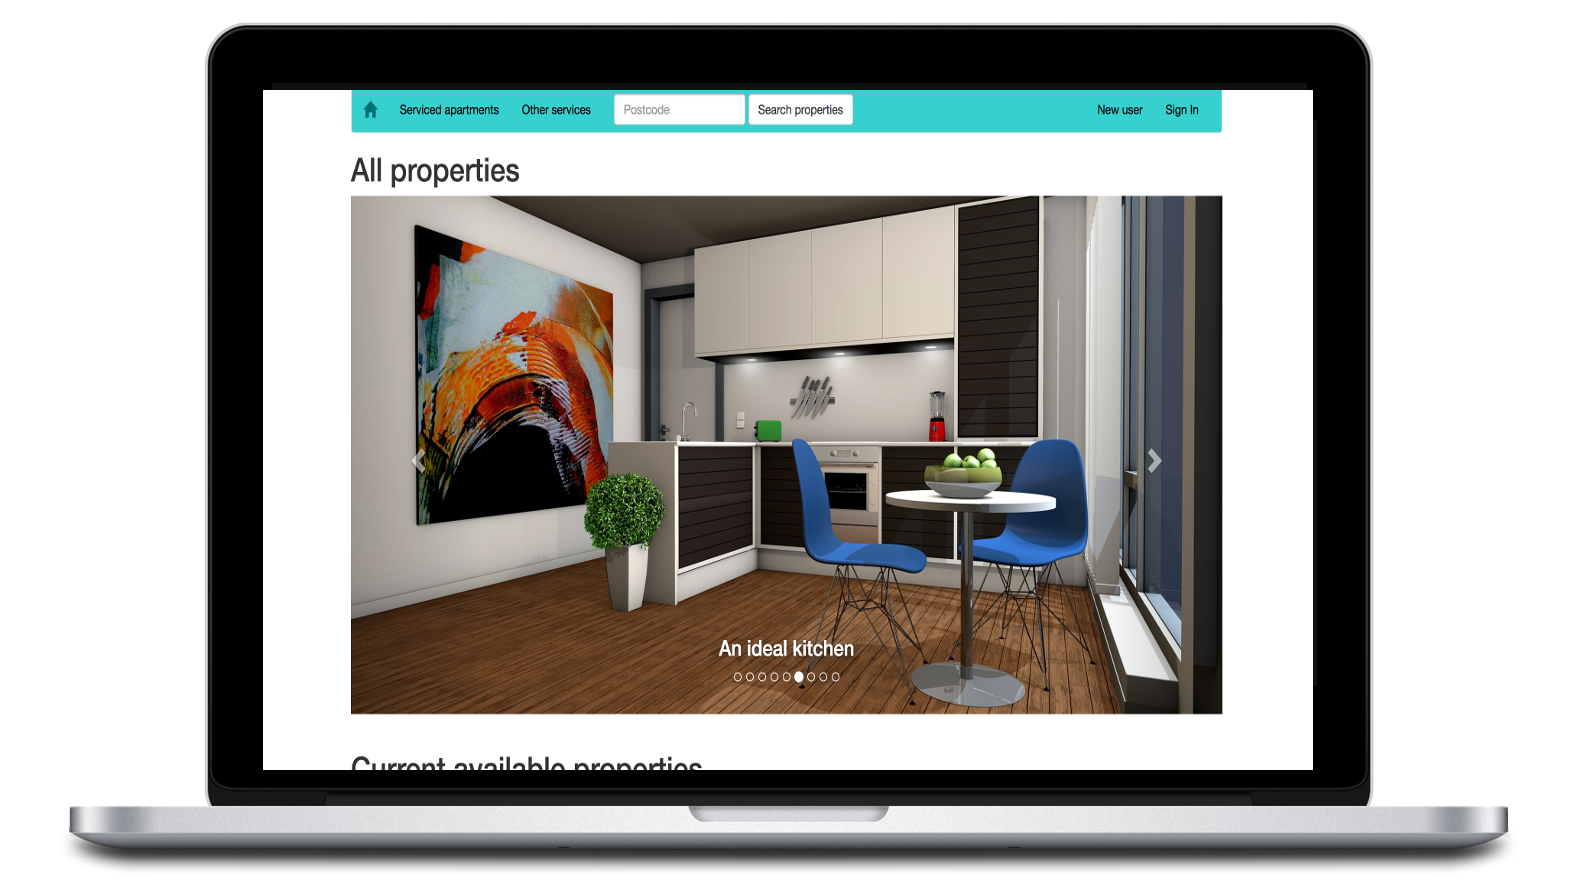 Serviced apartments Other services Postcode Search properties New user Sign In
All properties
An ideal kitchen
Current available properties